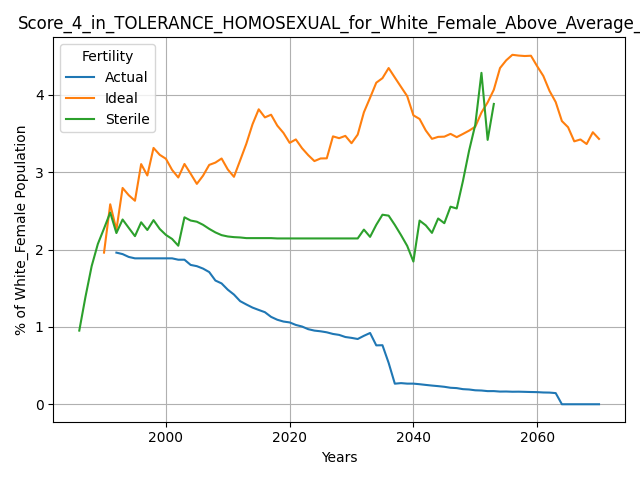 Score_4_in_TOLERANCE_HOMOSEXUAL_for_White_Female_Above_Average_
Fertility
Actual
Ideal
Sterile
% of White_Female Population
4
3
2
1
0
2000 2020 2040 2060
Years